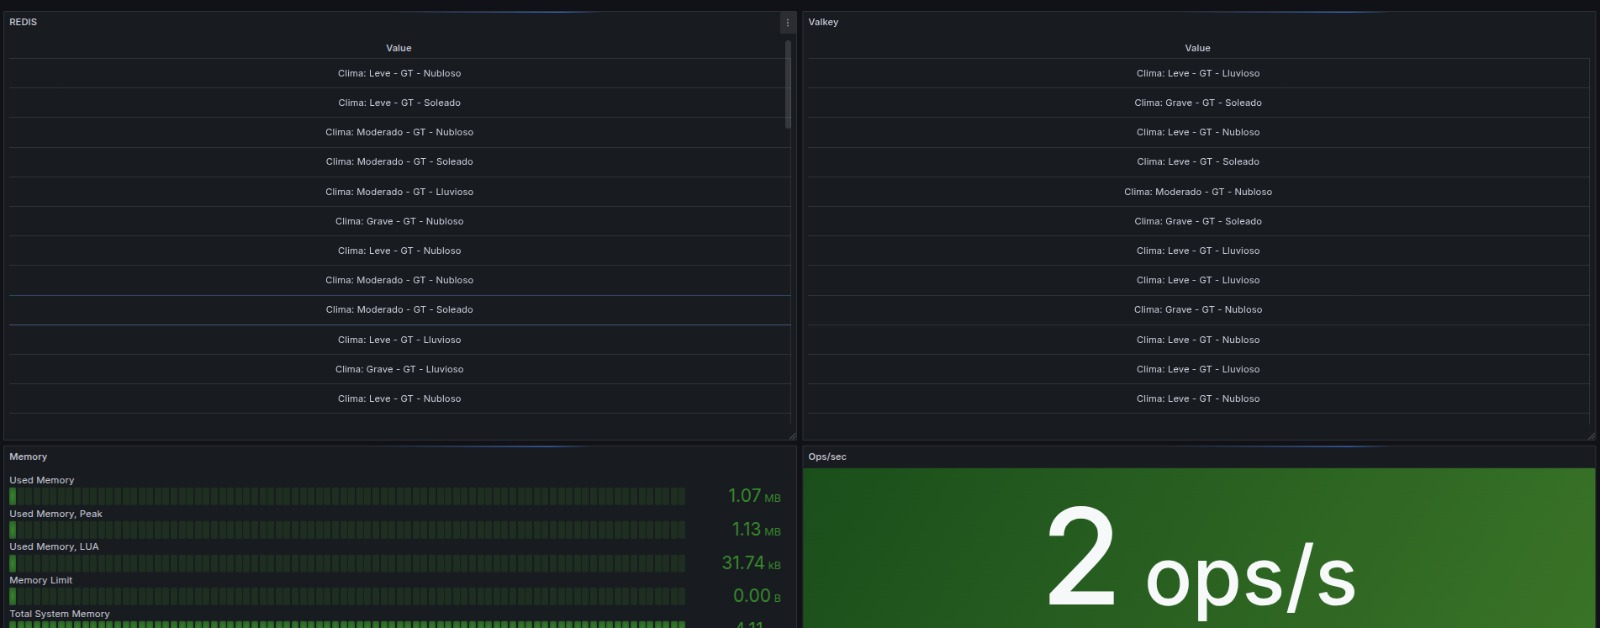 REDIS
Value
Clima: Leve - GT - Nubloso
Clima: Leve - GT - Soleado
Clima: Moderado - GT - Nubloso
Clima: Moderado - GT - Soleado
Clima: Moderado - GT - Lluvioso
Clima: Grave - GT - Nubloso
Clima: Leve - GT - Nubloso
Clima: Moderado - GT - Nubloso
Clima: Moderado - GT - Soleado
Clima: Leve - GT - Lluvioso
Clima: Grave - GT - Lluvioso
Clima: Leve - GT - Nubloso
Valkey
Value
Clima: Leve - GT - Lluvioso
Clima: Grave - GT - Soleado
Clima: Leve - GT - Nubloso
Clima: Leve - GT - Soleado
Clima: Moderado - GT - Nubloso
Clima: Grave - GT - Soleado
Clima: Leve - GT - Lluvioso
Clima: Leve - GT - Lluvioso
Clima: Grave - GT - Nubloso
Clima: Leve - GT - Nubloso
Clima: Leve - GT - Lluvioso
Clima: Leve - GT - Nubloso
Memory
Used Memory
1.07 MB
Used Memory, Peak
1.13 MB
Used Memory, LUA
31.74 kB
Memory Limit
0.00 B
Total System Memory
Ops/sec
2 ops/s